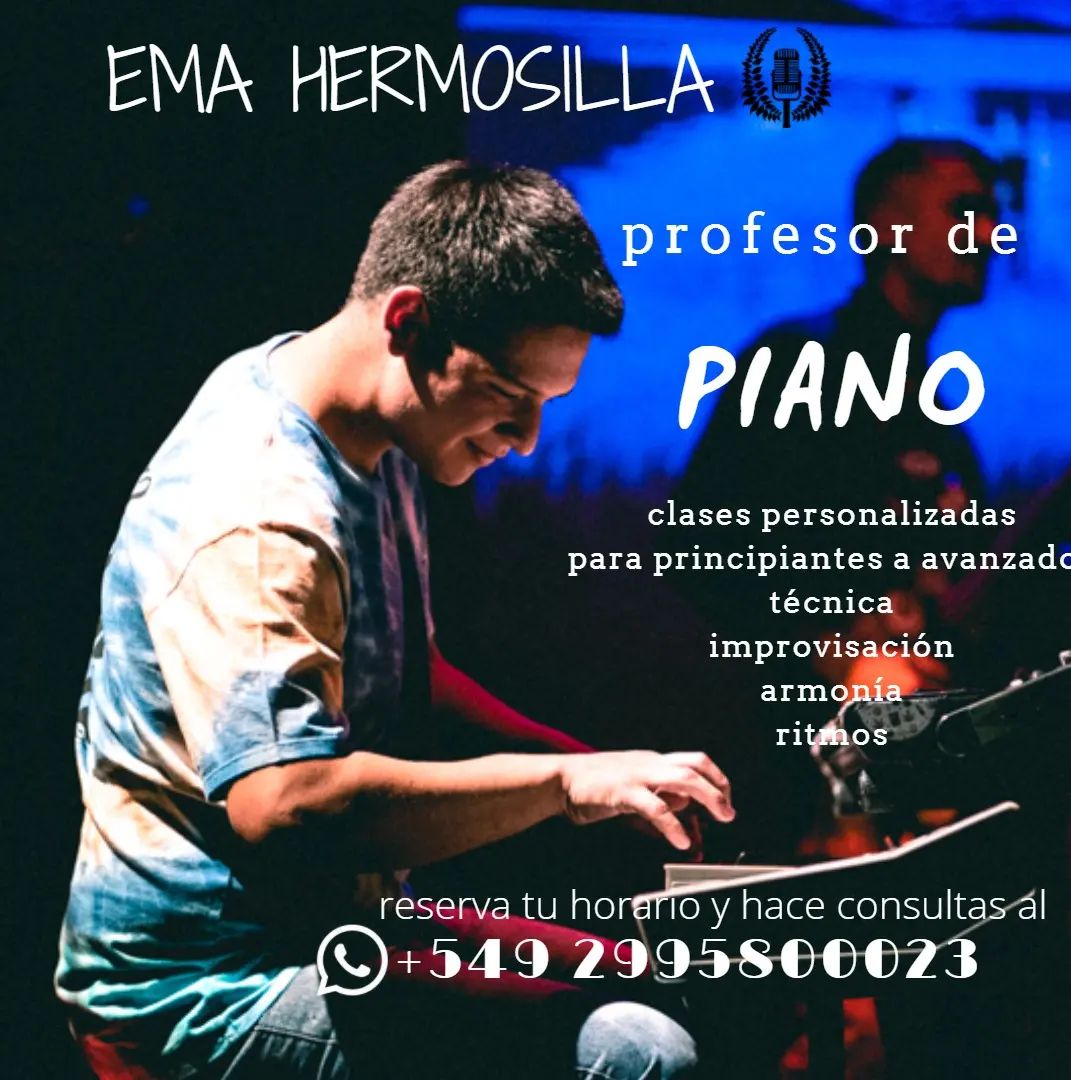 EMA HERMOSILLA
profesor de
PIANO
clases personalizadas
para principiantes a avanzado
técnica
improvisación
armonía
ritmos
reserva tu horario y hace consultas al
+549 2995800023